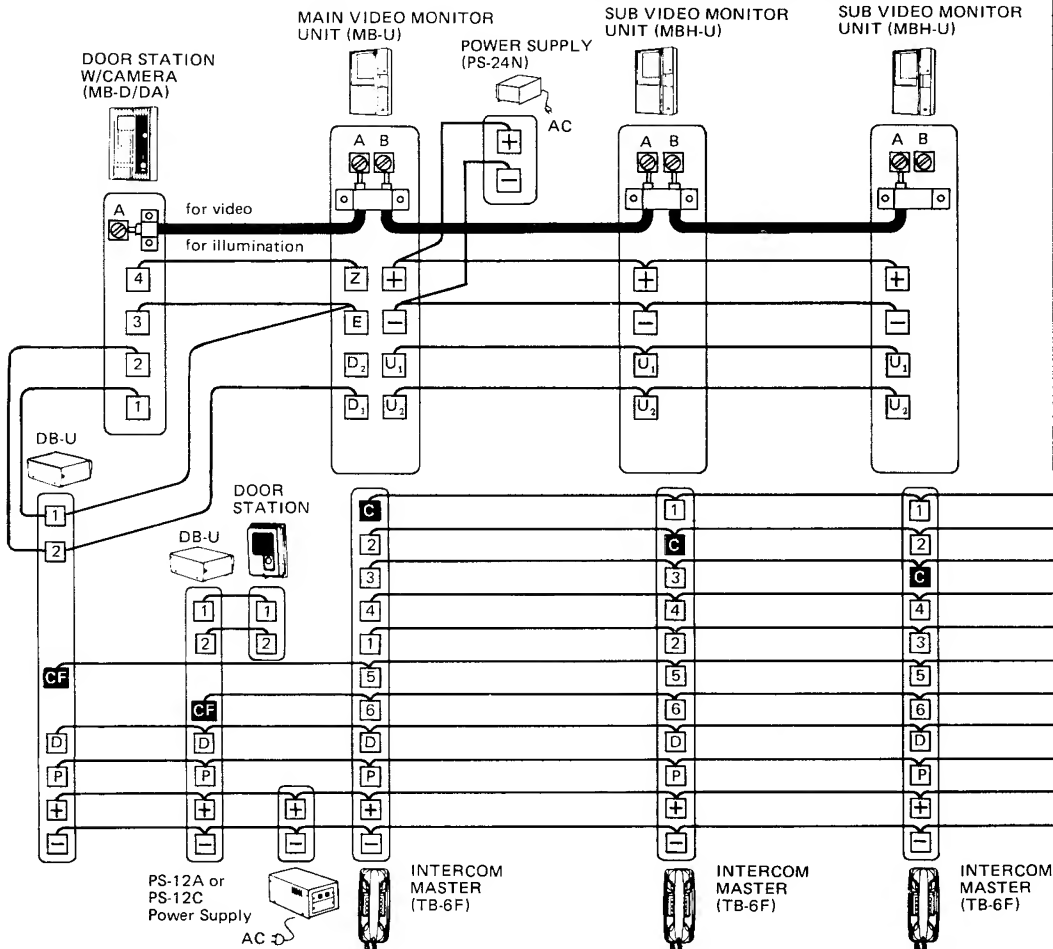 MAIN VIDEO MONITOR
UNIT (MB-U)
SUB VIDEO MONITOR
UNIT (MBH-U)
SUB VIDEO MONITOR
UNIT (MBH-U)
POWER SUPPLY
(PS-24N)
DOOR STATION
W/CAMERA
(MB-D/DA)
AC
+
−
A B
A B
A B
A
for video
for illumination
4 Z + + +
3 E − − −
2 D₂ U₁ U₁ U₁
1 D₁ U₂ U₂ U₂
DB-U
DOOR
STATION
DB-U
1 C 1 1
2 2 C 2
3 3 C
1 1 4 4 4
2 2 1 2 3
CF 5 5 5
CF 6 6 6
D D D D D
P P P P P
+ + + + + +
− − − − − −
PS-12A or
PS-12C
Power Supply
AC
INTERCOM
MASTER
(TB-6F)
INTERCOM
MASTER
(TB-6F)
INTERCOM
MASTER
(TB-6F)